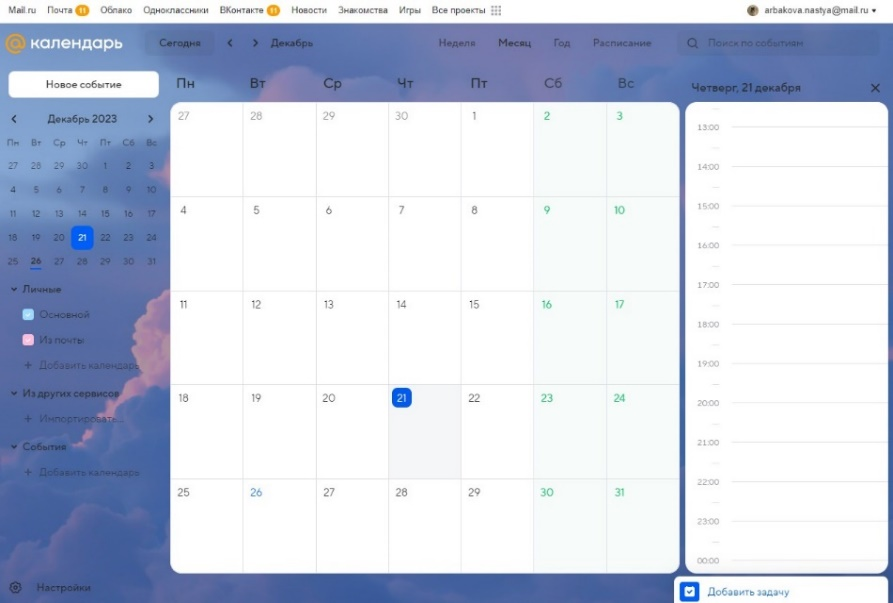 Mail.ru Почта 11 Облако Одноклассники ВКонтакте 11 Новости Знакомства Игры Все проекты arbakova.nastya@mail.ru
календарь Сегодня Декабрь Неделя Месяц Год Расписание Поиск по событиям
Новое событие
Декабрь 2023
Пн Вт Ср Чт Пт Сб Вс
27 28 29 30 1 2 3
4 5 6 7 8 9 10
11 12 13 14 15 16 17
18 19 20 21 22 23 24
25 26 27 28 29 30 31
Личные
Основной
Из почты
+ Добавить календарь
Из других сервисов
+ Импортировать...
События
+ Добавить календарь
Настройки
Пн Вт Ср Чт Пт Сб Вс
27 28 29 30 1 2 3
4 5 6 7 8 9 10
11 12 13 14 15 16 17
18 19 20 21 22 23 24
25 26 27 28 29 30 31
Четверг, 21 декабря
13:00
14:00
15:00
16:00
17:00
18:00
19:00
20:00
21:00
22:00
23:00
00:00
Добавить задачу